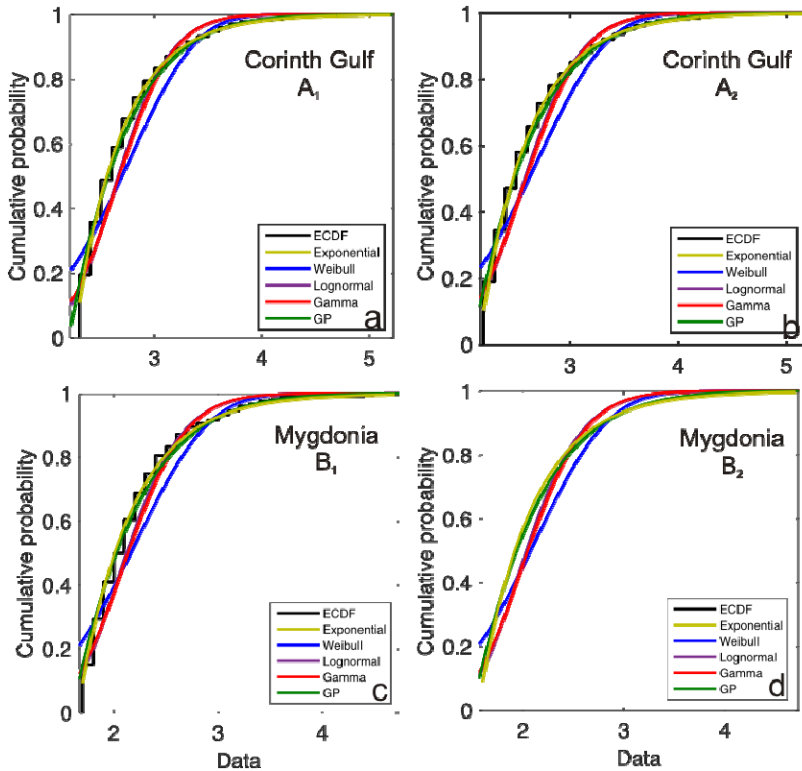 1
0.8
0.6
0.4
0.2
0
Cumulative probability
Corinth Gulf
A1
ECDF
Exponential
Weibull
Lognormal
Gamma
GP
a
3
4
5
1
0.8
0.6
0.4
0.2
0
Cumulative probability
Corinth Gulf
A2
ECDF
Exponential
Weibull
Lognormal
Gamma
GP
b
3
4
5
1
0.8
0.6
0.4
0.2
0
Cumulative probability
Mygdonia
B1
ECDF
Exponential
Weibull
Lognormal
Gamma
GP
c
2
3
4
Data
1
0.8
0.6
0.4
0.2
0
Cumulative probability
Mygdonia
B2
ECDF
Exponential
Weibull
Lognormal
Gamma
GP
d
2
3
4
Data